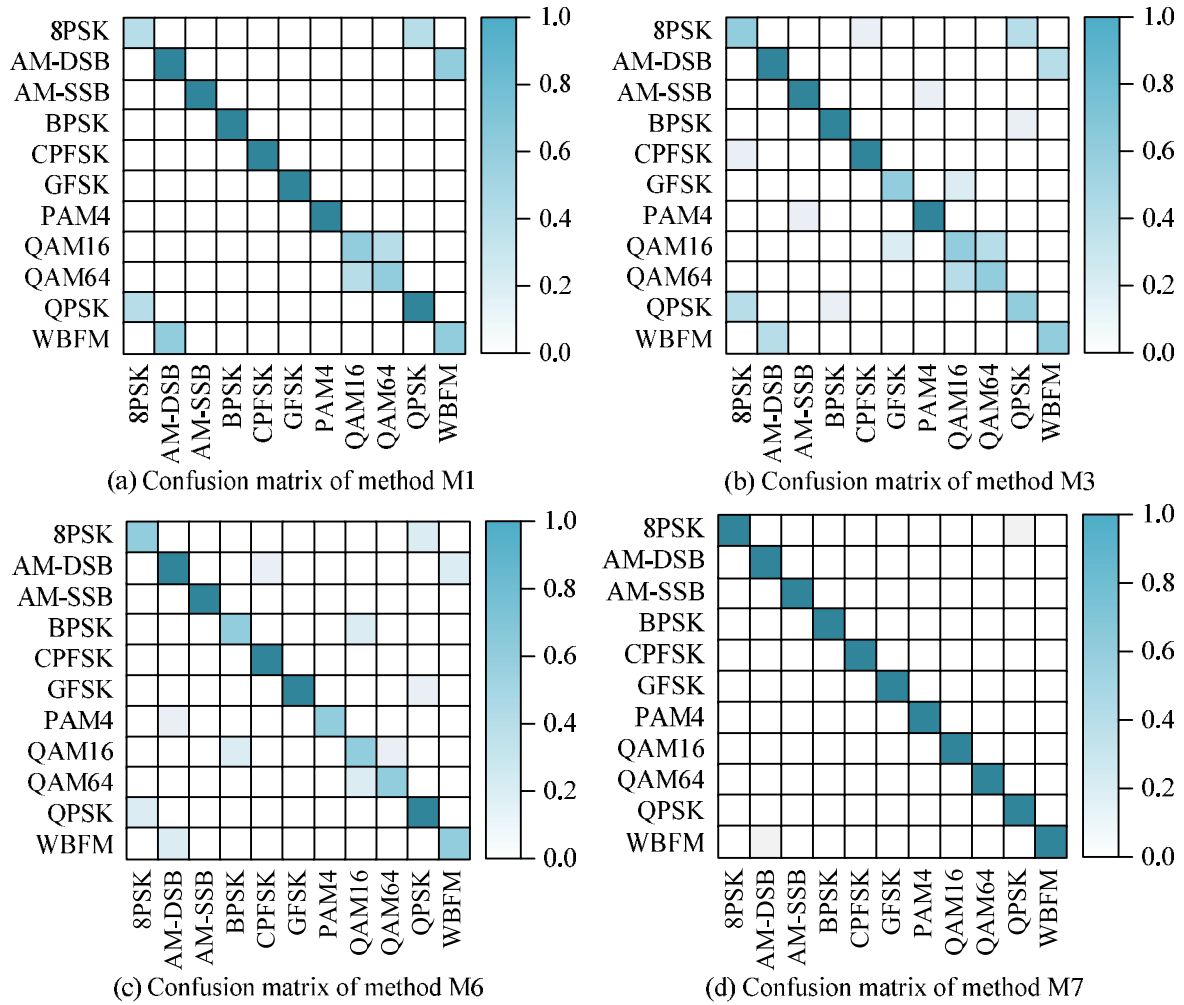 8PSK
AM-DSB
AM-SSB
BPSK
CPFSK
GFSK
PAM4
QAM16
QAM64
QPSK
WBFM
1.0
0.8
0.6
0.4
0.2
0.0
8PSK
AM-DSB
AM-SSB
BPSK
CPFSK
GFSK
PAM4
QAM16
QAM64
QPSK
WBFM
(a) Confusion matrix of method M1
8PSK
AM-DSB
AM-SSB
BPSK
CPFSK
GFSK
PAM4
QAM16
QAM64
QPSK
WBFM
1.0
0.8
0.6
0.4
0.2
0.0
8PSK
AM-DSB
AM-SSB
BPSK
CPFSK
GFSK
PAM4
QAM16
QAM64
QPSK
WBFM
(b) Confusion matrix of method M3
8PSK
AM-DSB
AM-SSB
BPSK
CPFSK
GFSK
PAM4
QAM16
QAM64
QPSK
WBFM
1.0
0.8
0.6
0.4
0.2
0.0
8PSK
AM-DSB
AM-SSB
BPSK
CPFSK
GFSK
PAM4
QAM16
QAM64
QPSK
WBFM
(c) Confusion matrix of method M6
8PSK
AM-DSB
AM-SSB
BPSK
CPFSK
GFSK
PAM4
QAM16
QAM64
QPSK
WBFM
1.0
0.8
0.6
0.4
0.2
0.0
8PSK
AM-DSB
AM-SSB
BPSK
CPFSK
GFSK
PAM4
QAM16
QAM64
QPSK
WBFM
(d) Confusion matrix of method M7